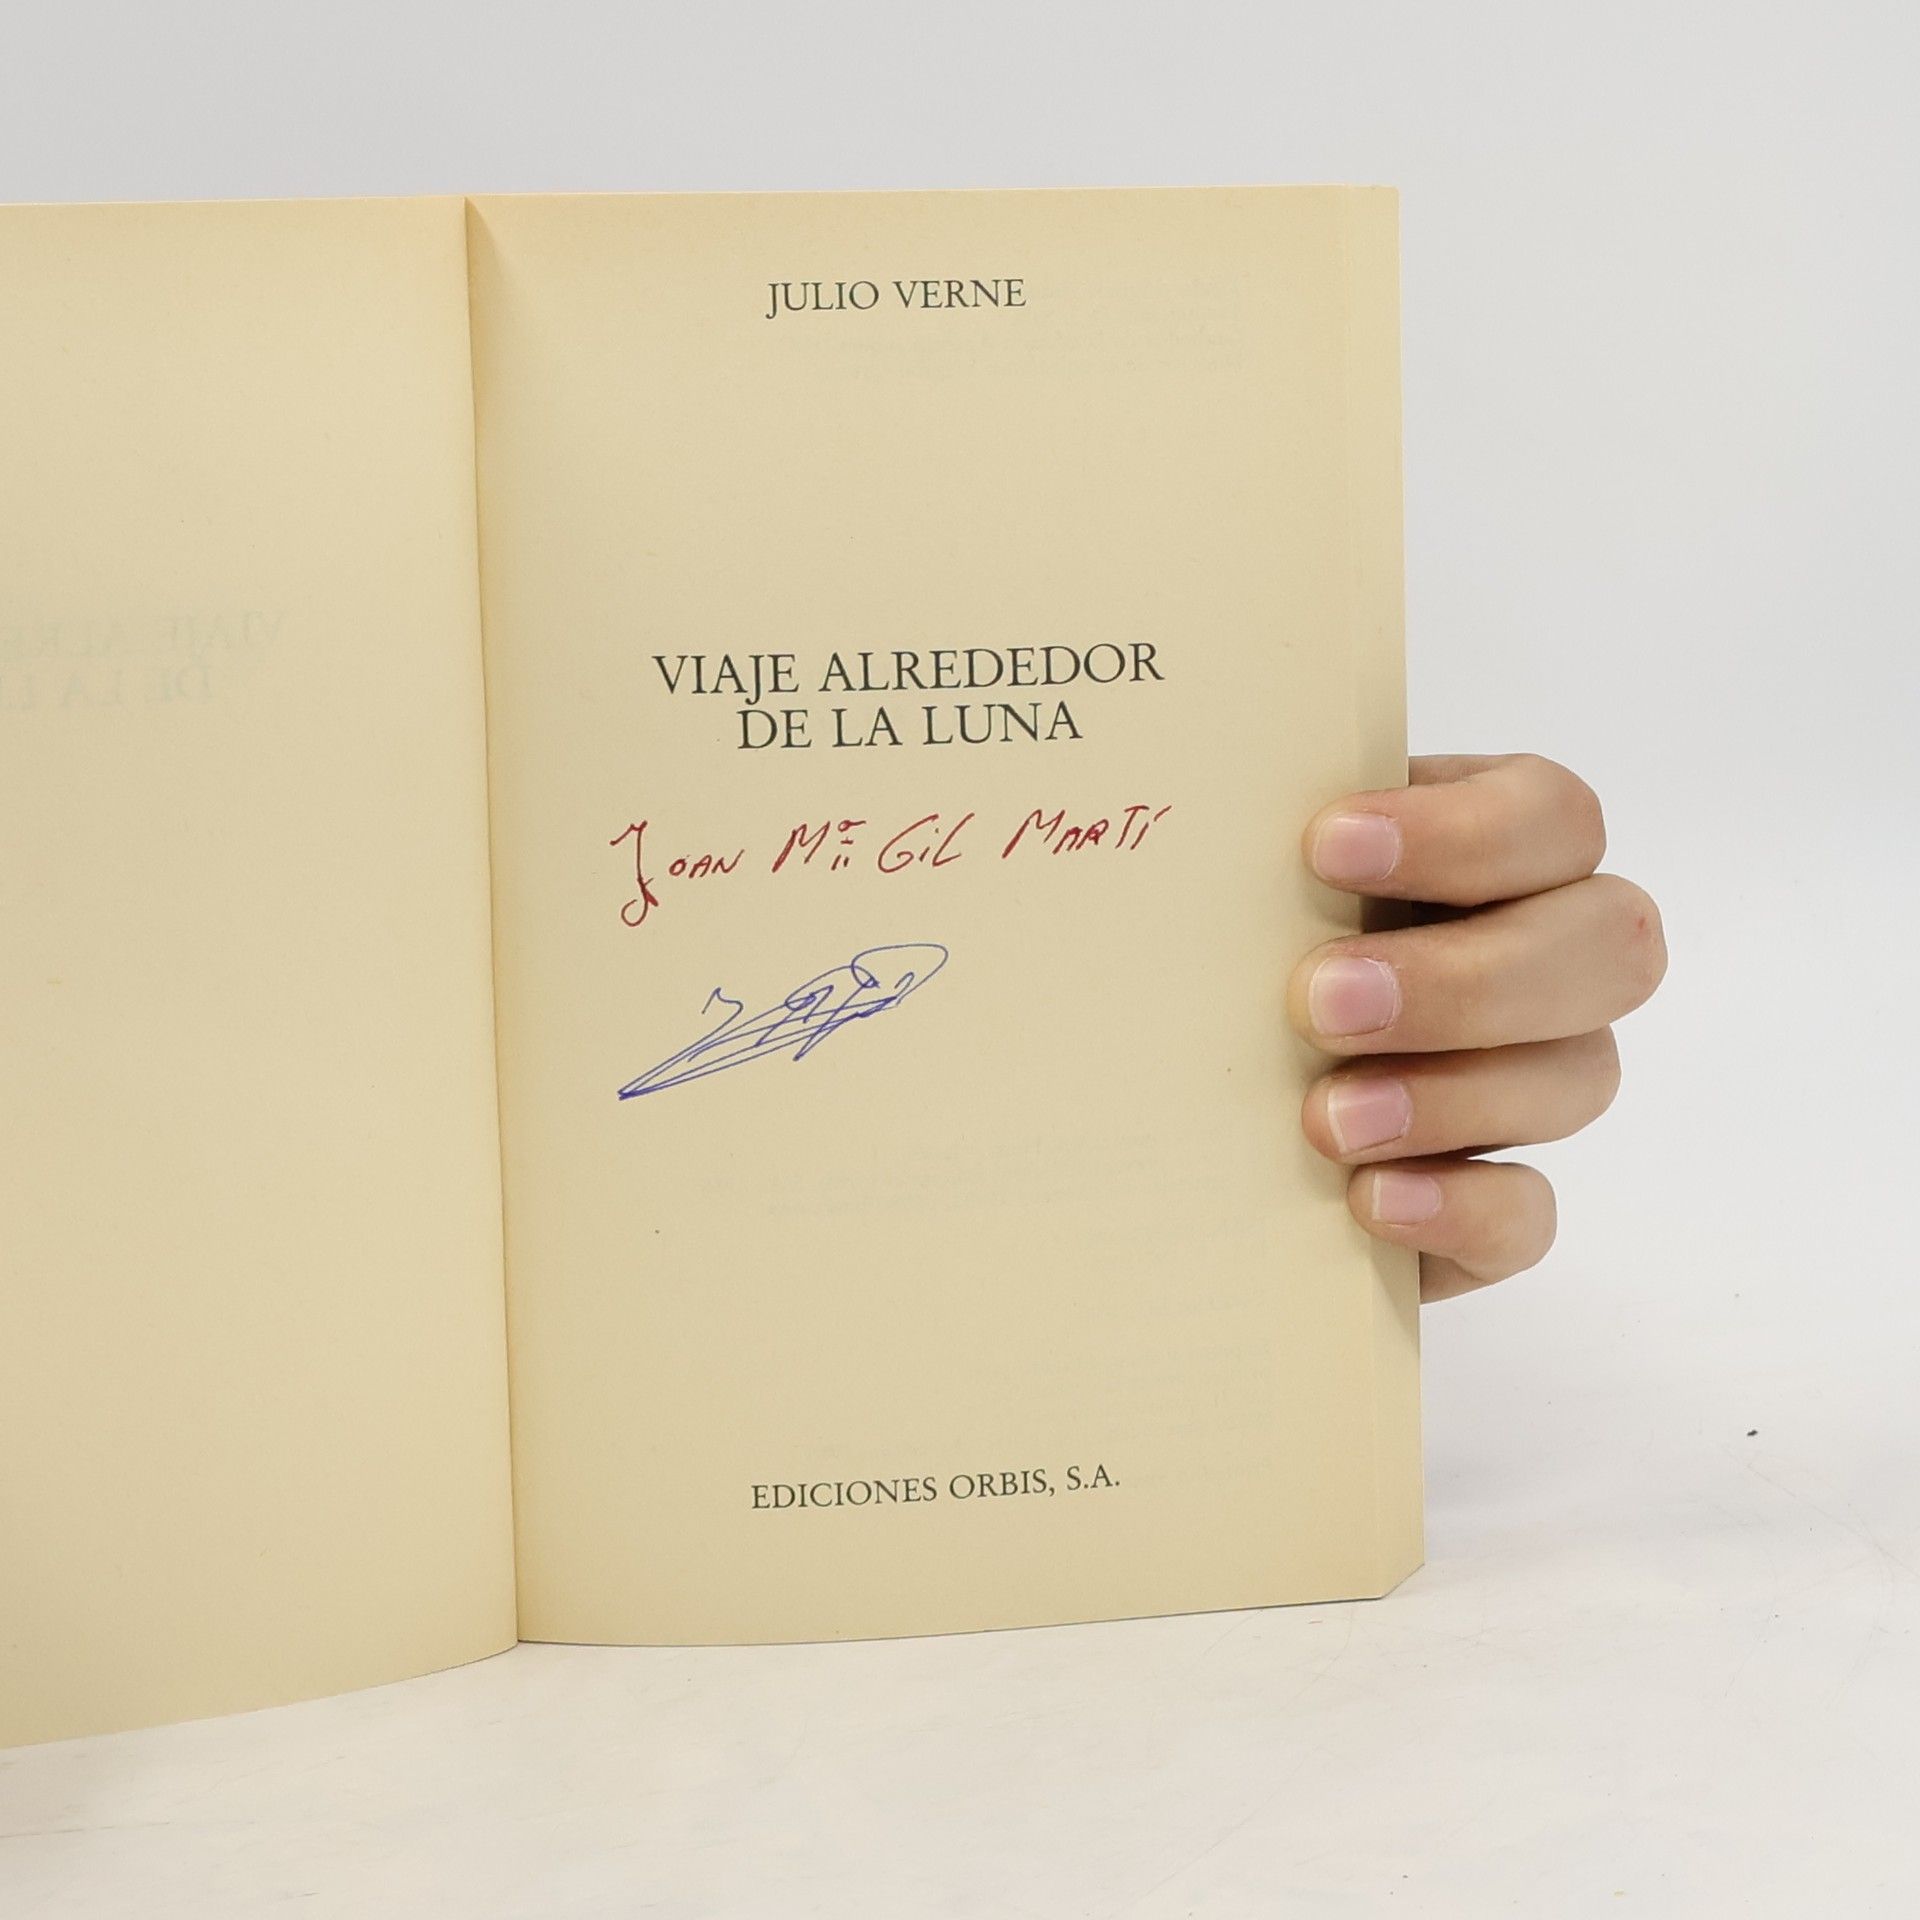 JULIO VERNE
VIAJE ALREDEDOR
DE LA LUNA
Joan Mª Gil Martí
EDICIONES ORBIS, S.A.